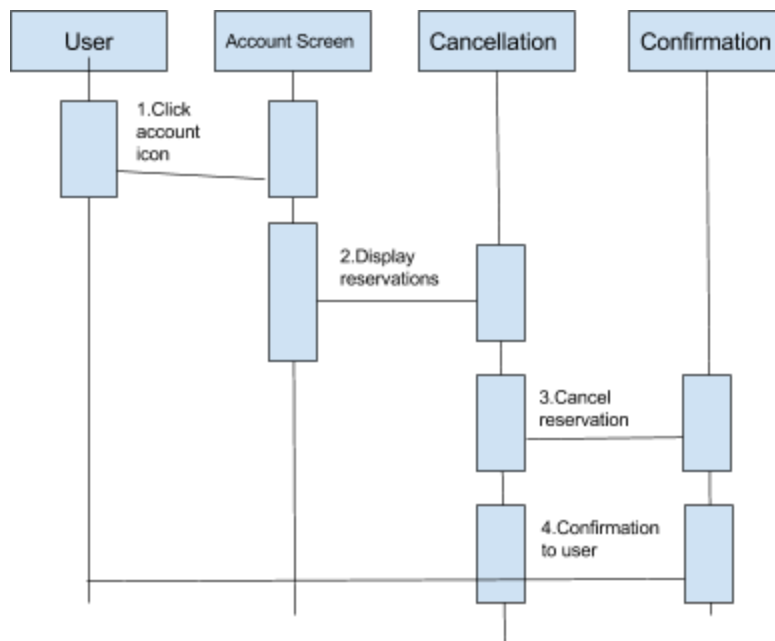 User
Account Screen
Cancellation
Confirmation
1.Click
account
icon
2.Display
reservations
3.Cancel
reservation
4.Confirmation
to user